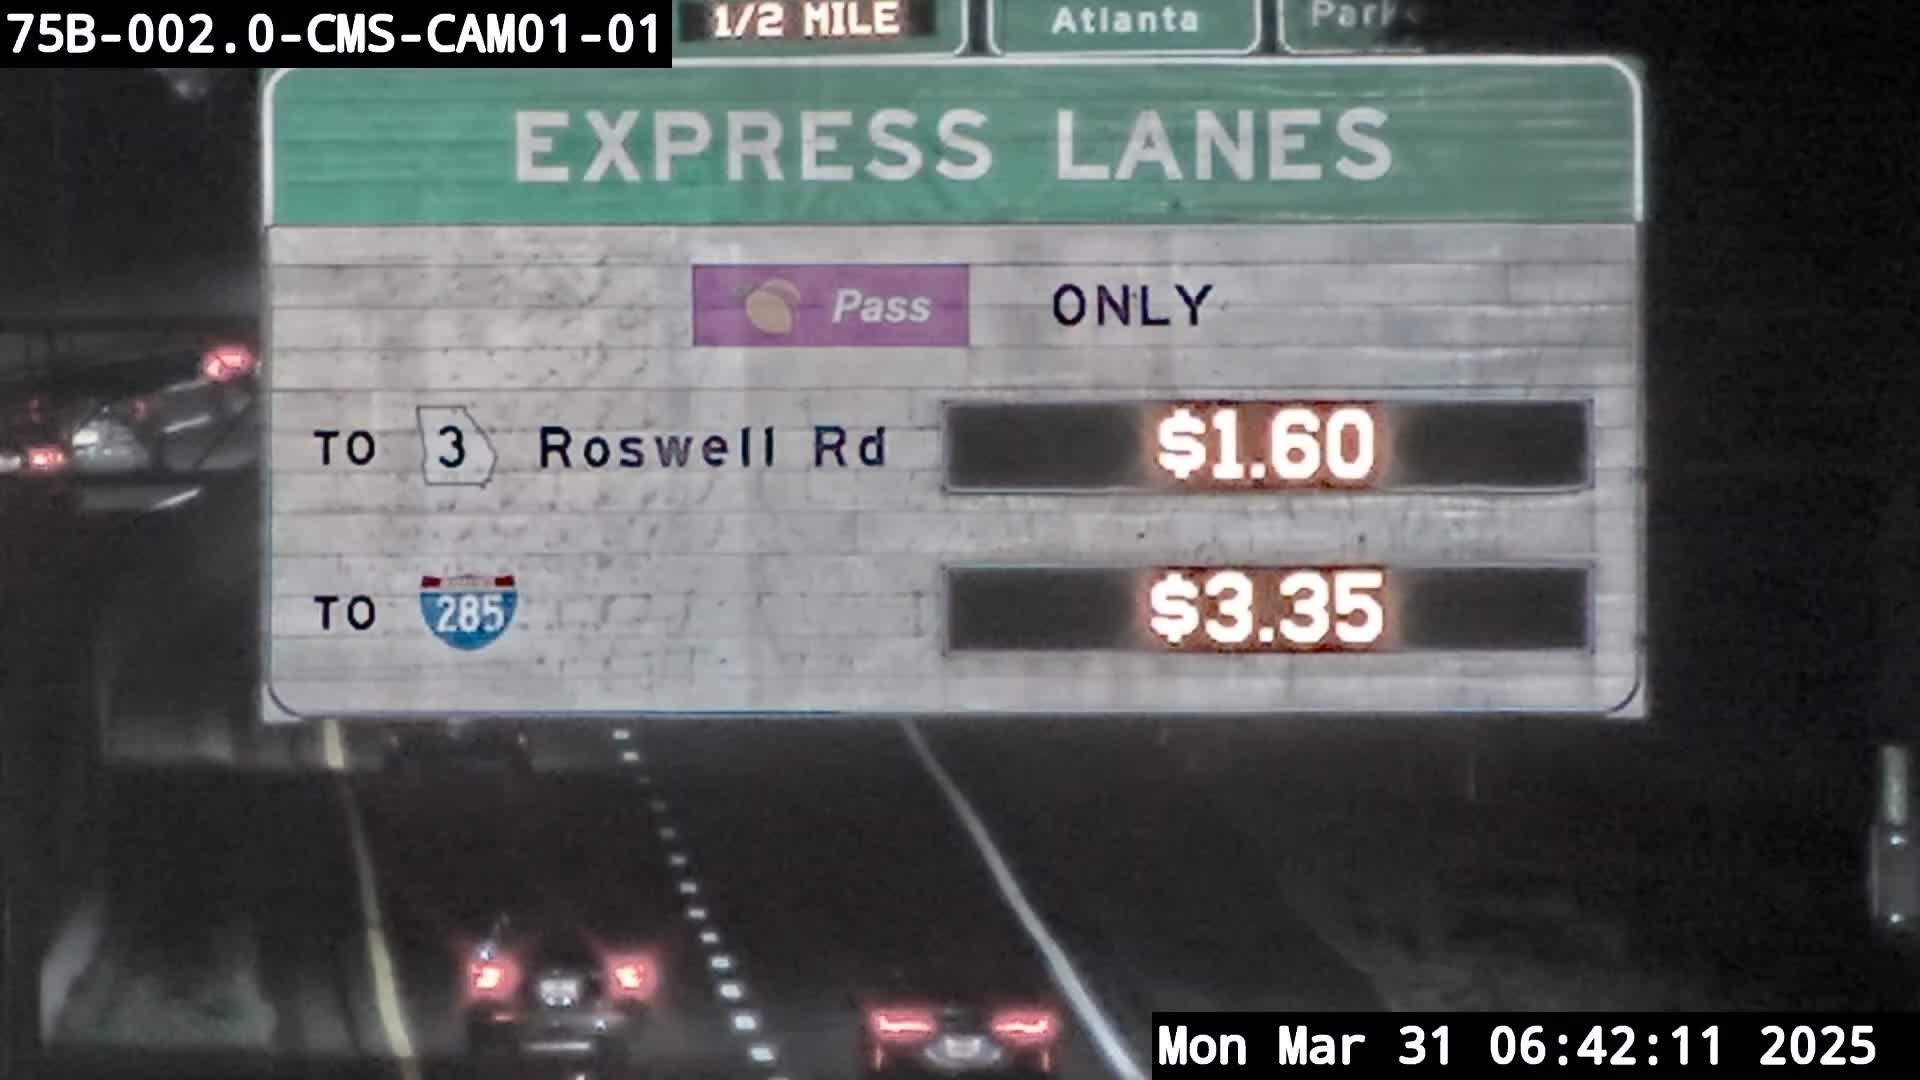 75B-002.0-CMS-CAM01-01
1/2 MILE
Atlanta
EXPRESS LANES
Pass ONLY
TO 3 Roswell Rd $1.60
TO 285 $3.35
Mon Mar 31 06:42:11 2025